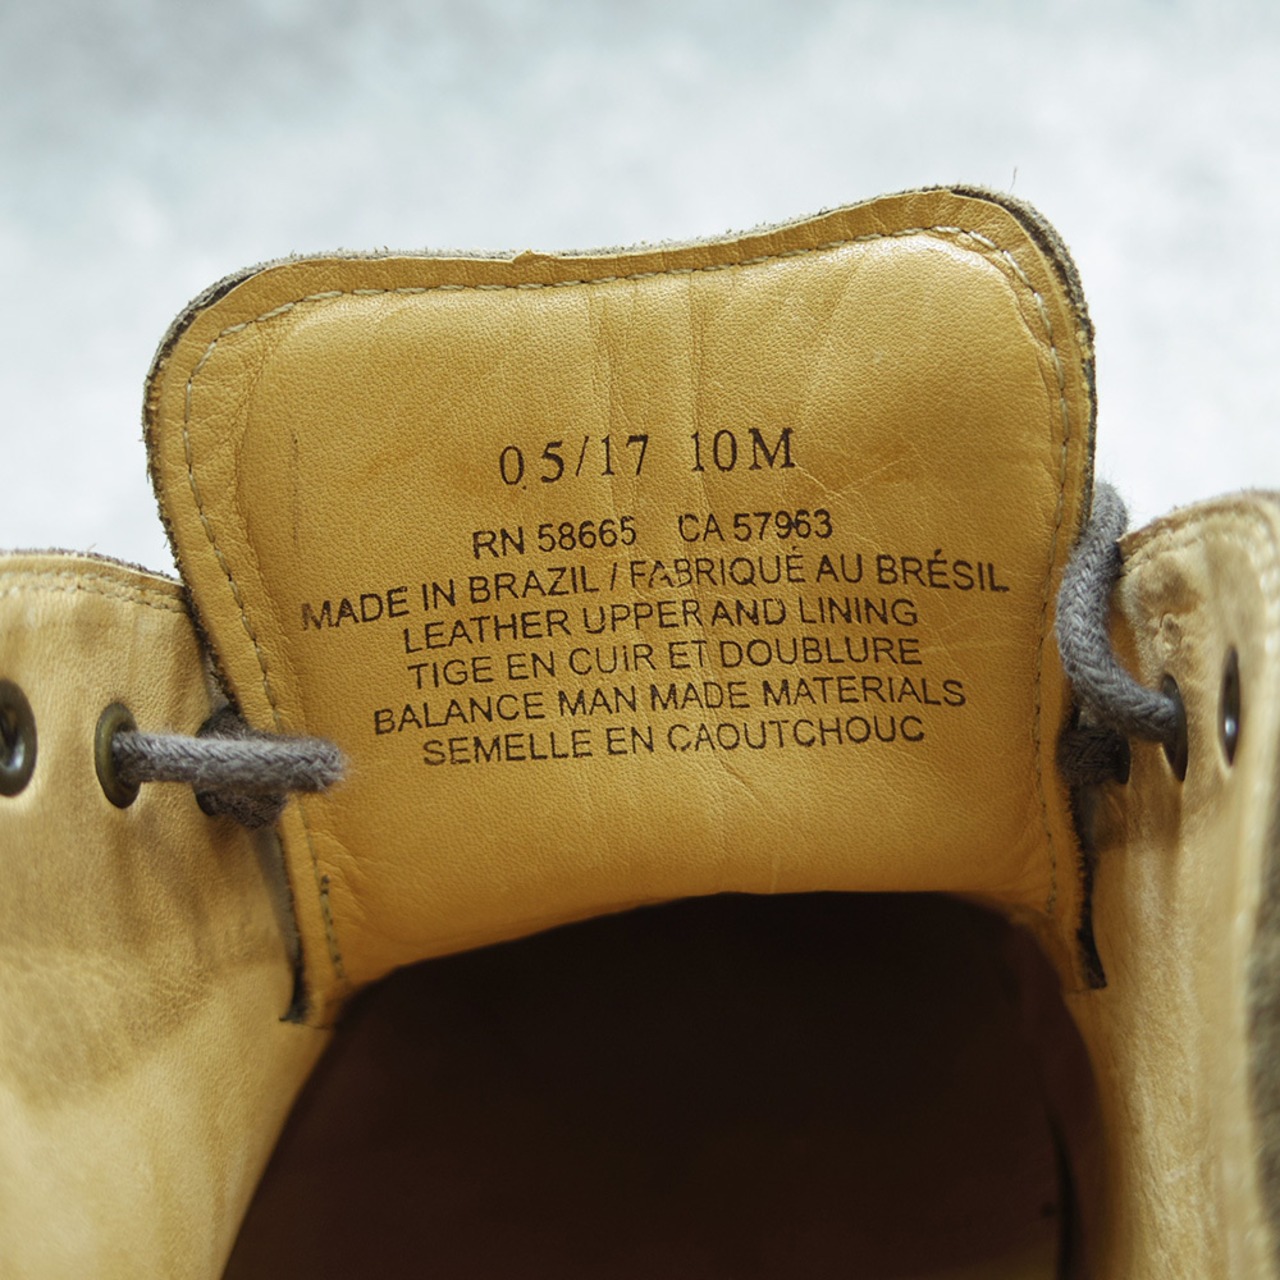 05/17 10M
RN 58665 CA 57963
MADE IN BRAZIL / FABRIQUÉ AU BRÉSIL
LEATHER UPPER AND LINING
TIGE EN CUIR ET DOUBLURE
BALANCE MAN MADE MATERIALS
SEMELLE EN CAOUTCHOUC